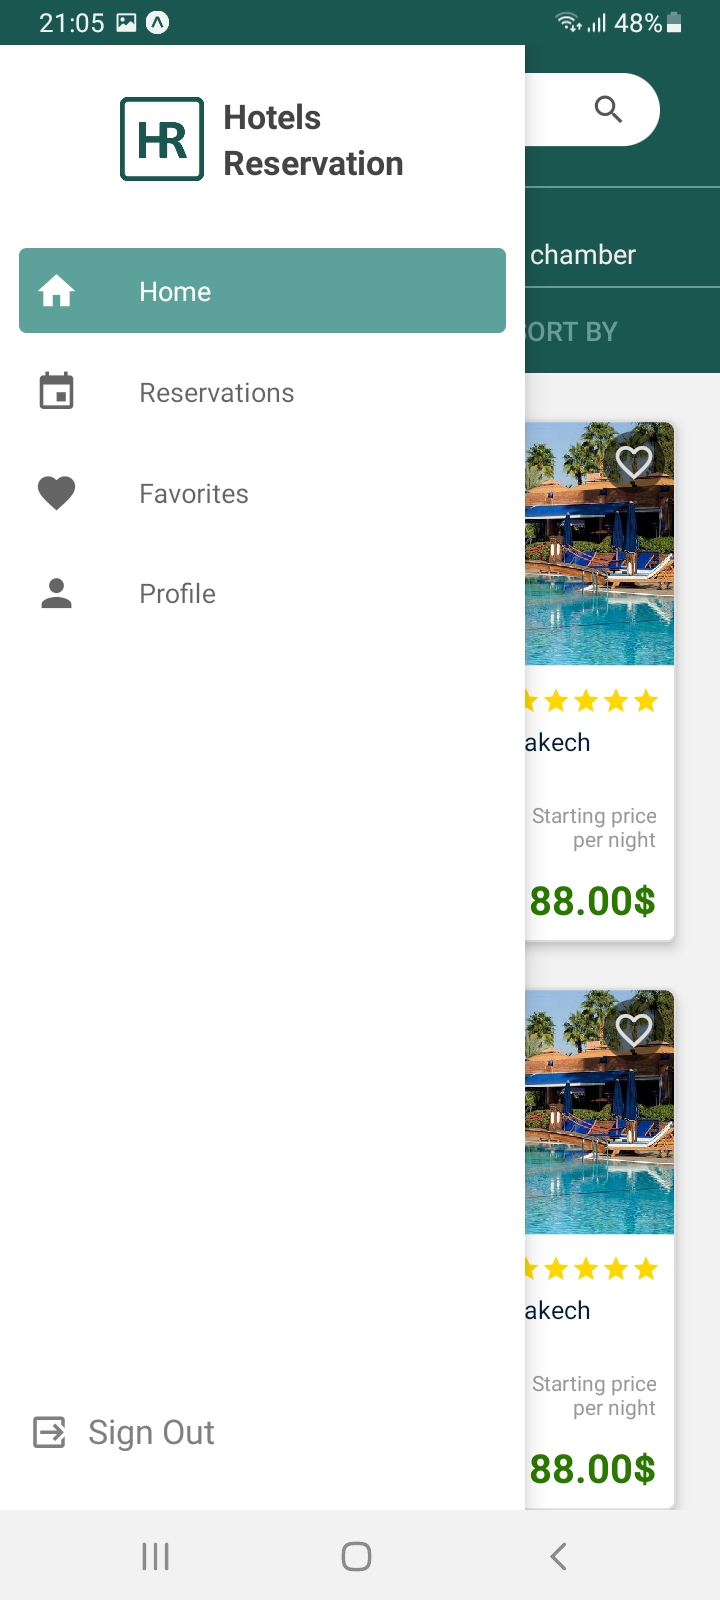 21:05
48%
HR
Hotels
Reservation
Home
Reservations
Favorites
Profile
Sign Out
chamber
ORT BY
akech
Starting price
per night
88.00$
akech
Starting price
per night
88.00$